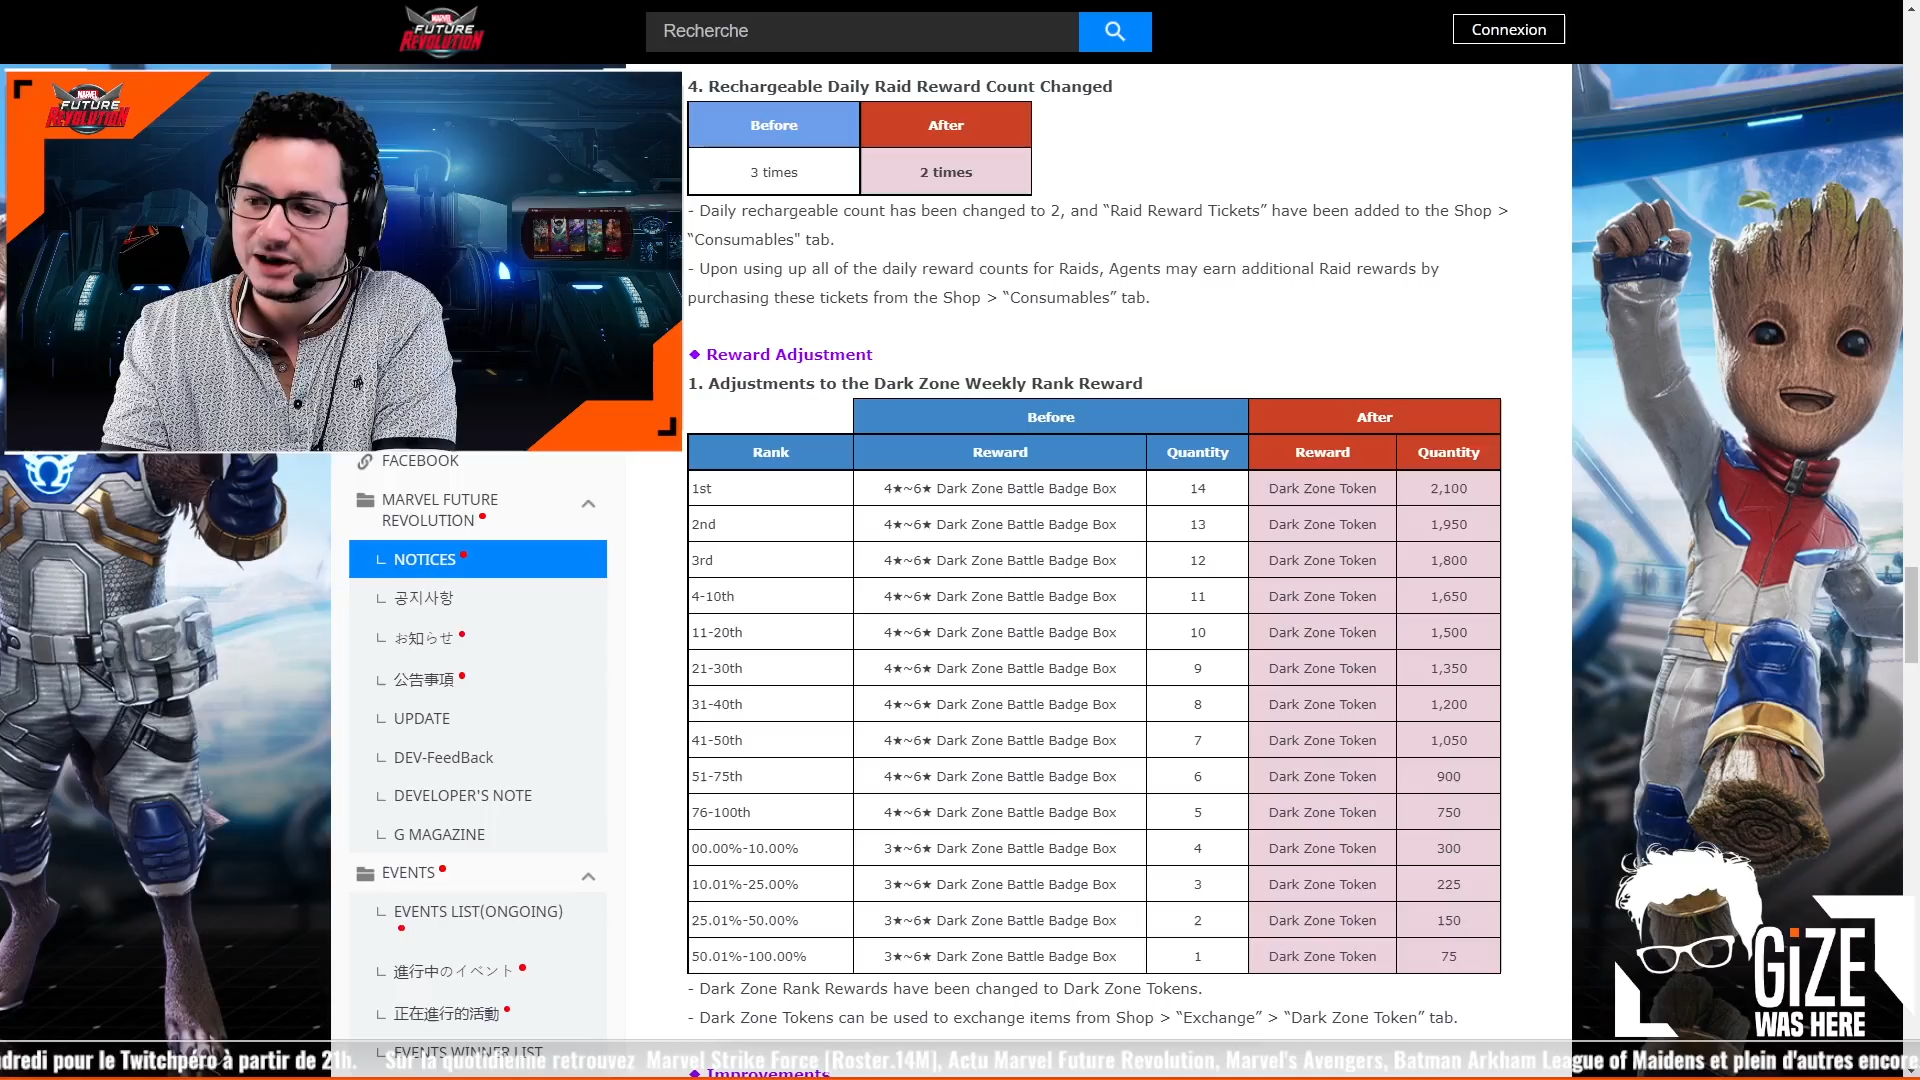 MARVEL
FUTURE
REVOLUTION
Recherche
Connexion
MARVEL
FUTURE
REVOLUTION
4. Rechargeable Daily Raid Reward Count Changed
Before After
3 times 2 times
- Daily rechargeable count has been changed to 2, and “Raid Reward Tickets” have been added to the Shop >
“Consumables" tab.
- Upon using up all of the daily reward counts for Raids, Agents may earn additional Raid rewards by
purchasing these tickets from the Shop > “Consumables” tab.
◆ Reward Adjustment
1. Adjustments to the Dark Zone Weekly Rank Reward
Before After
Rank Reward Quantity Reward Quantity
1st 4★~6★ Dark Zone Battle Badge Box 14 Dark Zone Token 2,100
2nd 4★~6★ Dark Zone Battle Badge Box 13 Dark Zone Token 1,950
3rd 4★~6★ Dark Zone Battle Badge Box 12 Dark Zone Token 1,800
4-10th 4★~6★ Dark Zone Battle Badge Box 11 Dark Zone Token 1,650
11-20th 4★~6★ Dark Zone Battle Badge Box 10 Dark Zone Token 1,500
21-30th 4★~6★ Dark Zone Battle Badge Box 9 Dark Zone Token 1,350
31-40th 4★~6★ Dark Zone Battle Badge Box 8 Dark Zone Token 1,200
41-50th 4★~6★ Dark Zone Battle Badge Box 7 Dark Zone Token 1,050
51-75th 4★~6★ Dark Zone Battle Badge Box 6 Dark Zone Token 900
76-100th 4★~6★ Dark Zone Battle Badge Box 5 Dark Zone Token 750
00.00%-10.00% 3★~6★ Dark Zone Battle Badge Box 4 Dark Zone Token 300
10.01%-25.00% 3★~6★ Dark Zone Battle Badge Box 3 Dark Zone Token 225
25.01%-50.00% 3★~6★ Dark Zone Battle Badge Box 2 Dark Zone Token 150
50.01%-100.00% 3★~6★ Dark Zone Battle Badge Box 1 Dark Zone Token 75
- Dark Zone Rank Rewards have been changed to Dark Zone Tokens.
- Dark Zone Tokens can be used to exchange items from Shop > “Exchange” > “Dark Zone Token” tab.
◆ Improvements
FACEBOOK
MARVEL FUTURE
REVOLUTION
NOTICES
공지사항
お知らせ
公告事項
UPDATE
DEV-FeedBack
DEVELOPER'S NOTE
G MAGAZINE
EVENTS
EVENTS LIST(ONGOING)
進行中のイベント
正在進行的活動
EVENTS WINNER LIST
GiZE
WAS HERE
ndredi pour le Twitchpéro à partir de 21h. Sur la quotidienne retrouvez Marvel Strike Force [Roster.14M], Actu Marvel Future Revolution, Marvel's Avengers, Batman Arkham League of Maidens et plein d'autres encore